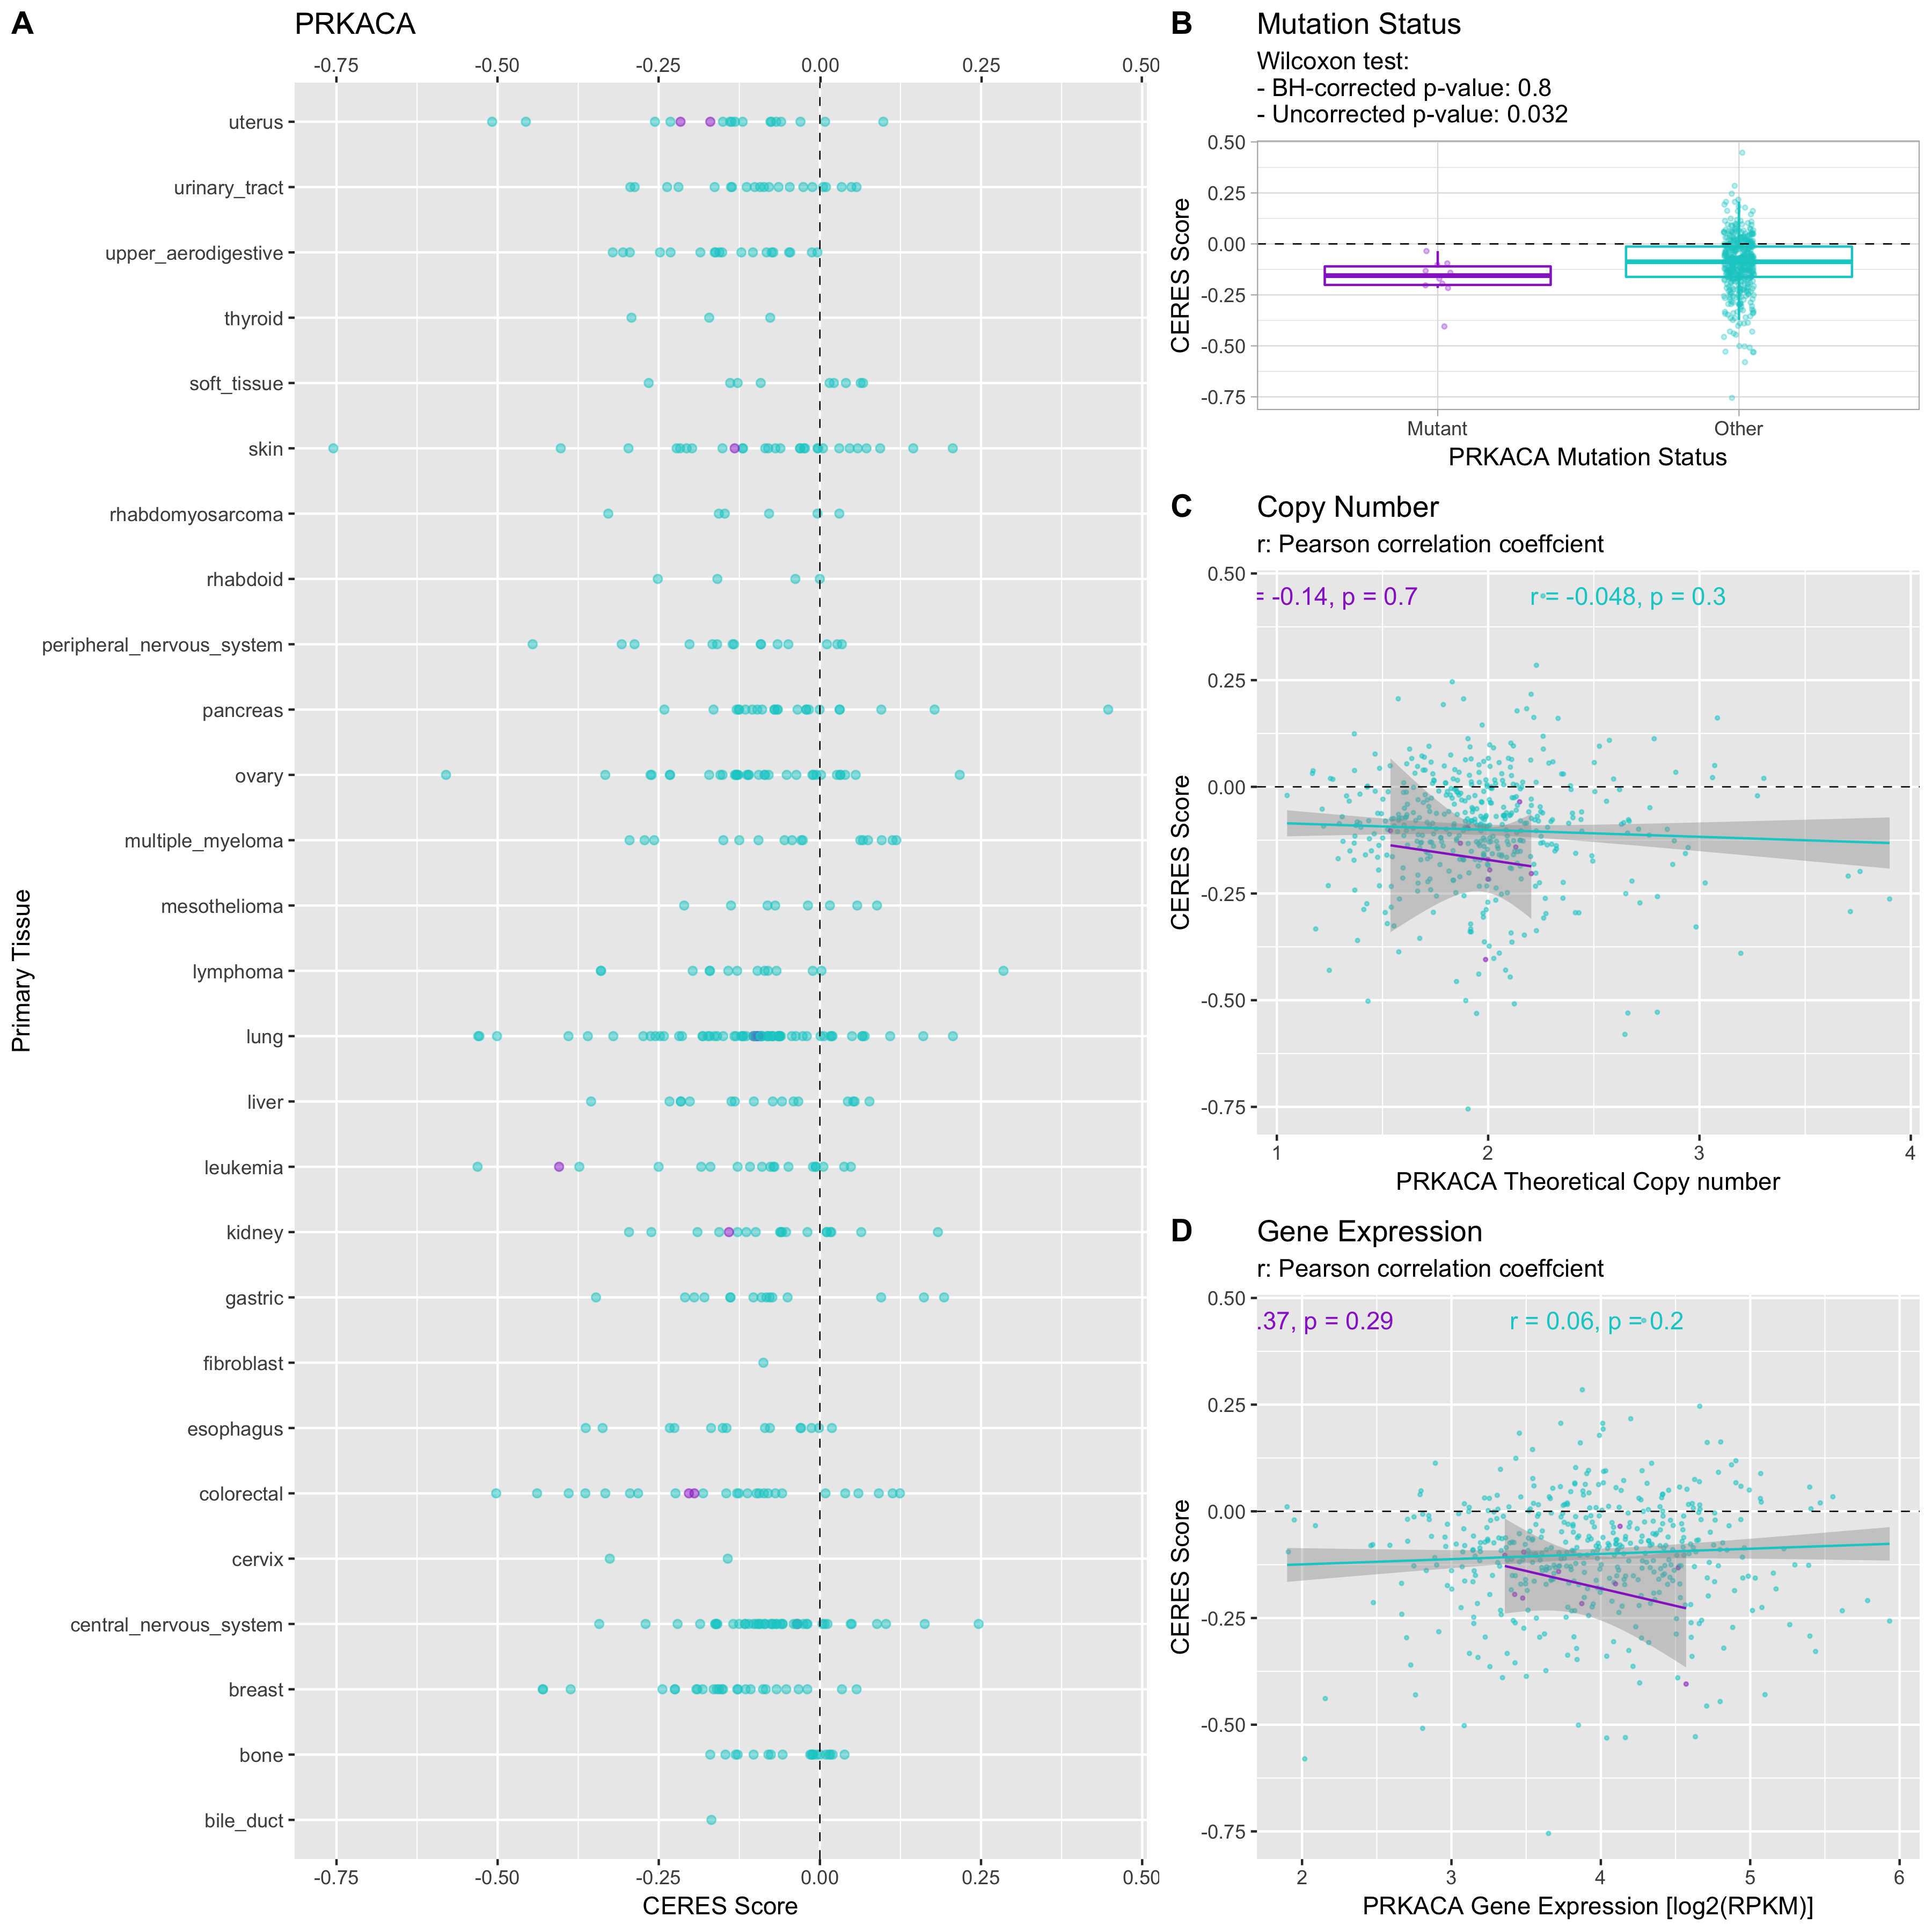 A
PRKACA
-0.75 -0.50 -0.25 0.00 0.25 0.50
uterus
urinary_tract
upper_aerodigestive
thyroid
soft_tissue
skin
rhabdomyosarcoma
rhabdoid
peripheral_nervous_system
pancreas
ovary
multiple_myeloma
mesothelioma
lymphoma
lung
liver
leukemia
kidney
gastric
fibroblast
esophagus
colorectal
cervix
central_nervous_system
breast
bone
bile_duct
Primary Tissue
-0.75 -0.50 -0.25 0.00 0.25 0.50
CERES Score
B
Mutation Status
Wilcoxon test:
- BH-corrected p-value: 0.8
- Uncorrected p-value: 0.032
0.50
0.25
0.00
-0.25
-0.50
-0.75
CERES Score
Mutant Other
PRKACA Mutation Status
C
Copy Number
r: Pearson correlation coeffcient
= -0.14, p = 0.7 r = -0.048, p = 0.3
0.50
0.25
0.00
-0.25
-0.50
-0.75
CERES Score
1 2 3 4
PRKACA Theoretical Copy number
D
Gene Expression
r: Pearson correlation coeffcient
.37, p = 0.29 r = 0.06, p = 0.2
0.50
0.25
0.00
-0.25
-0.50
-0.75
CERES Score
2 3 4 5 6
PRKACA Gene Expression [log2(RPKM)]